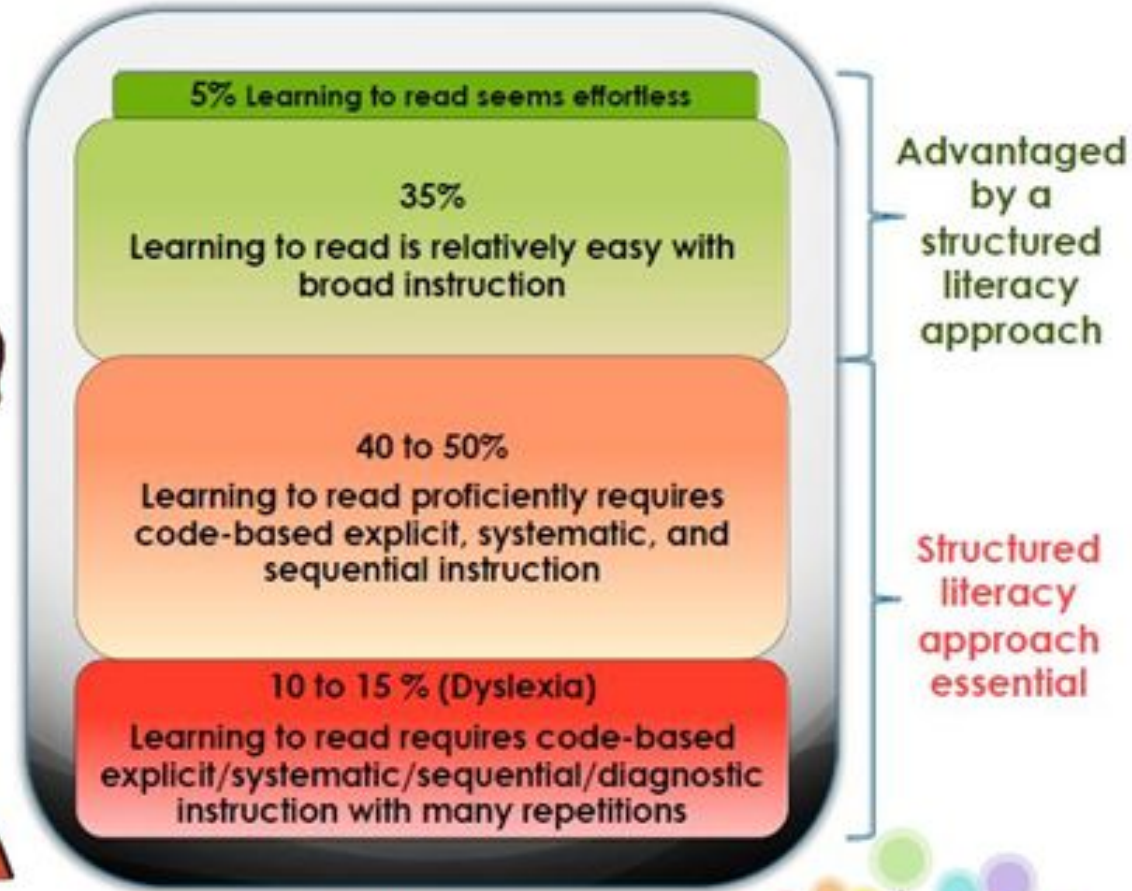 5% Learning to read seems effortless
35%
Learning to read is relatively easy with
broad instruction
40 to 50%
Learning to read proficiently requires
code-based explicit, systematic, and
sequential instruction
10 to 15 % (Dyslexia)
Learning to read requires code-based
explicit/systematic/sequential/diagnostic
instruction with many repetitions
Advantaged
by a
structured
literacy
approach
Structured
literacy
approach
essential